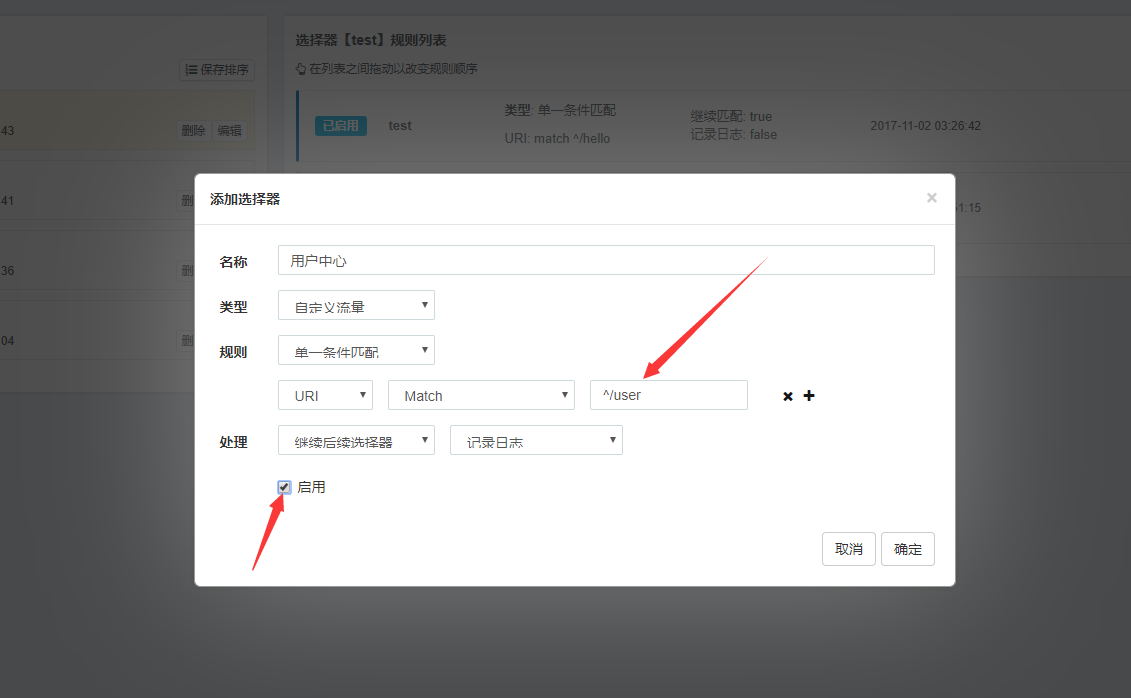 选择器【test】规则列表
保存排序
在列表之间拖动以改变规则顺序
43
删除 编辑
已启用
test
类型: 单一条件匹配
URI: match ^/hello
继续匹配: true
记录日志: false
2017-11-02 03:26:42
41
删
51:15
36
删
04
删
添加选择器
×
名称
用户中心
类型
自定义流量
规则
单一条件匹配
URI
Match
^/user
处理
继续后续选择器
记录日志
启用
取消
确定